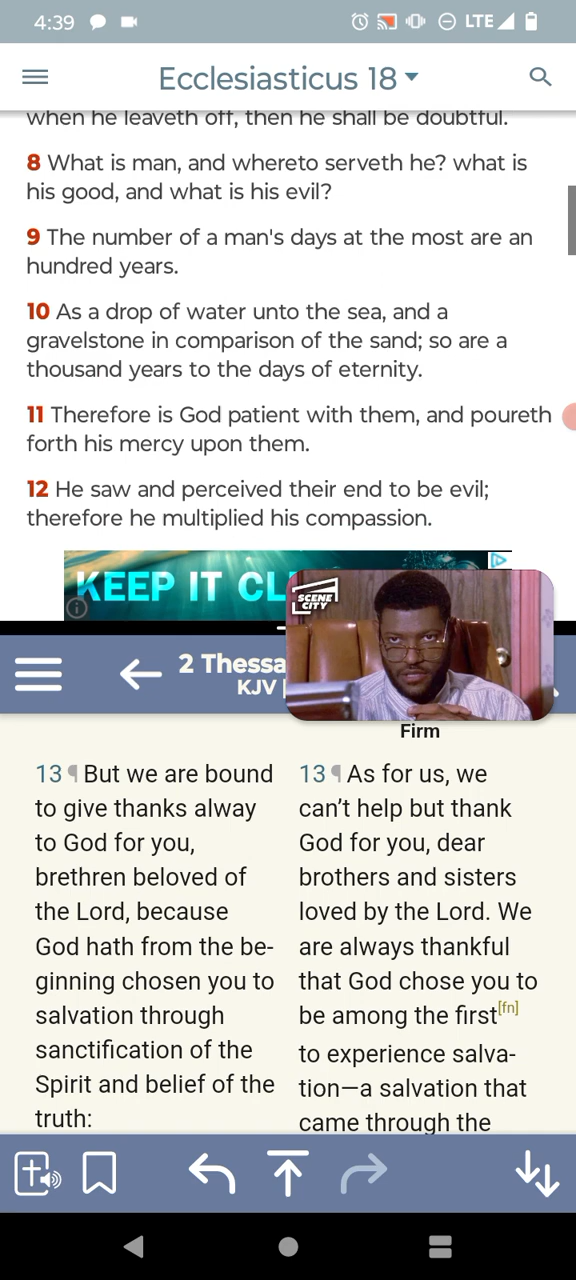 4:39
LTE
Ecclesiasticus 18
when he leaveth off, then he shall be doubtful.
8 What is man, and whereto serveth he? what is
his good, and what is his evil?
9 The number of a man's days at the most are an
hundred years.
10 As a drop of water unto the sea, and a
gravelstone in comparison of the sand; so are a
thousand years to the days of eternity.
11 Therefore is God patient with them, and poureth
forth his mercy upon them.
12 He saw and perceived their end to be evil;
therefore he multiplied his compassion.
KEEP IT CL
SCENE
CITY
2 Thessa
KJV |
Firm
13 ¶ But we are bound
to give thanks alway
to God for you,
brethren beloved of
the Lord, because
God hath from the be-
ginning chosen you to
salvation through
sanctification of the
Spirit and belief of the
truth:
13 ¶ As for us, we
can’t help but thank
God for you, dear
brothers and sisters
loved by the Lord. We
are always thankful
that God chose you to
be among the first[fn]
to experience salva-
tion—a salvation that
came through the